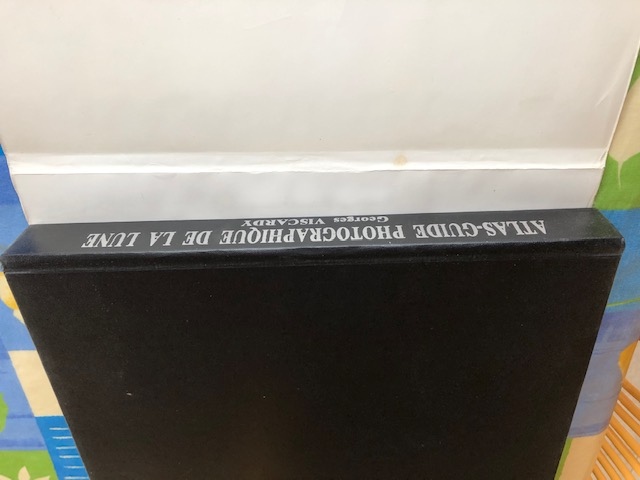 ATLAS-GUIDE PHOTOGRAPHIQUE DE LA LUNE
Georges VISCARDY